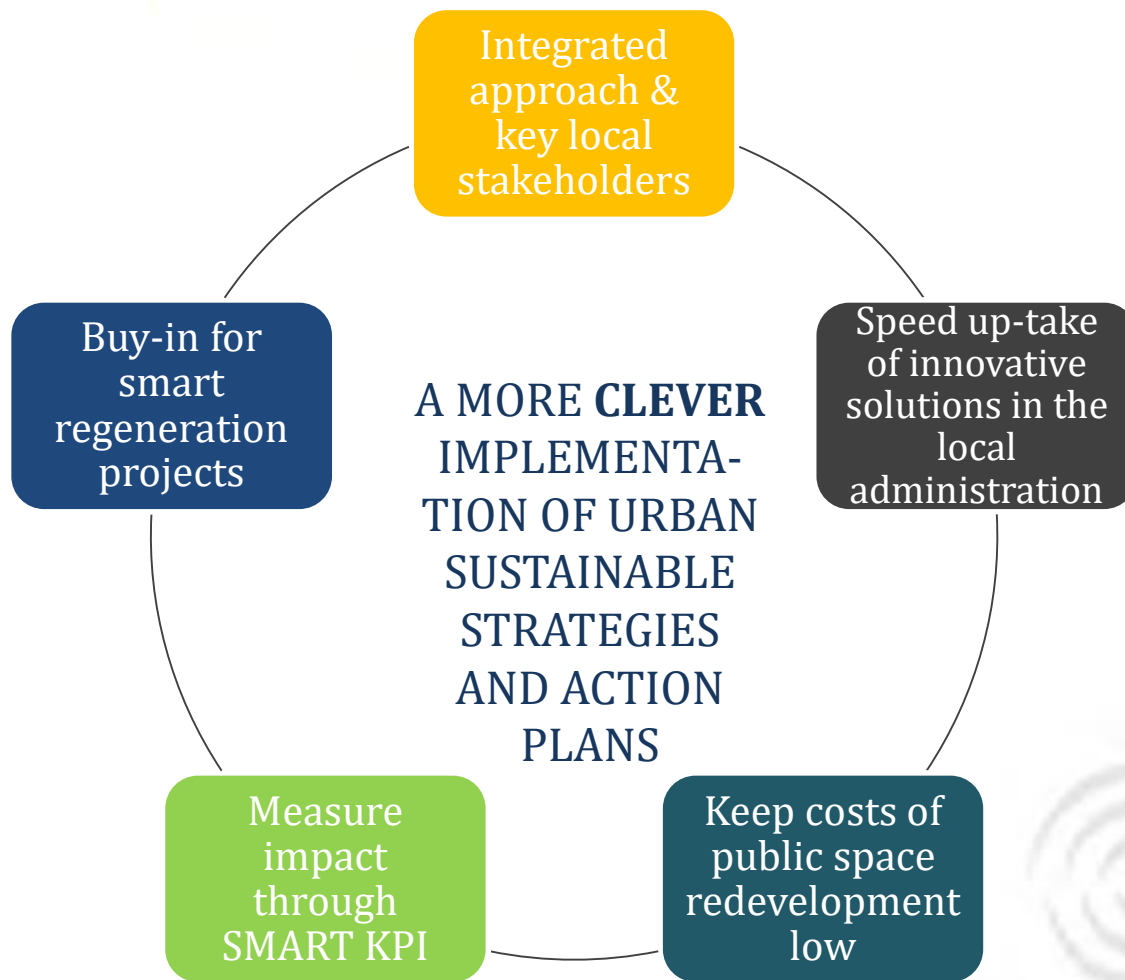 Integrated
approach &
key local
stakeholders
Buy-in for
smart
regeneration
projects
Speed up-take
of innovative
solutions in the
local
administration
A MORE CLEVER
IMPLEMENTA-
TION OF URBAN
SUSTAINABLE
STRATEGIES
AND ACTION
PLANS
Measure
impact
through
SMART KPI
Keep costs of
public space
redevelopment
low